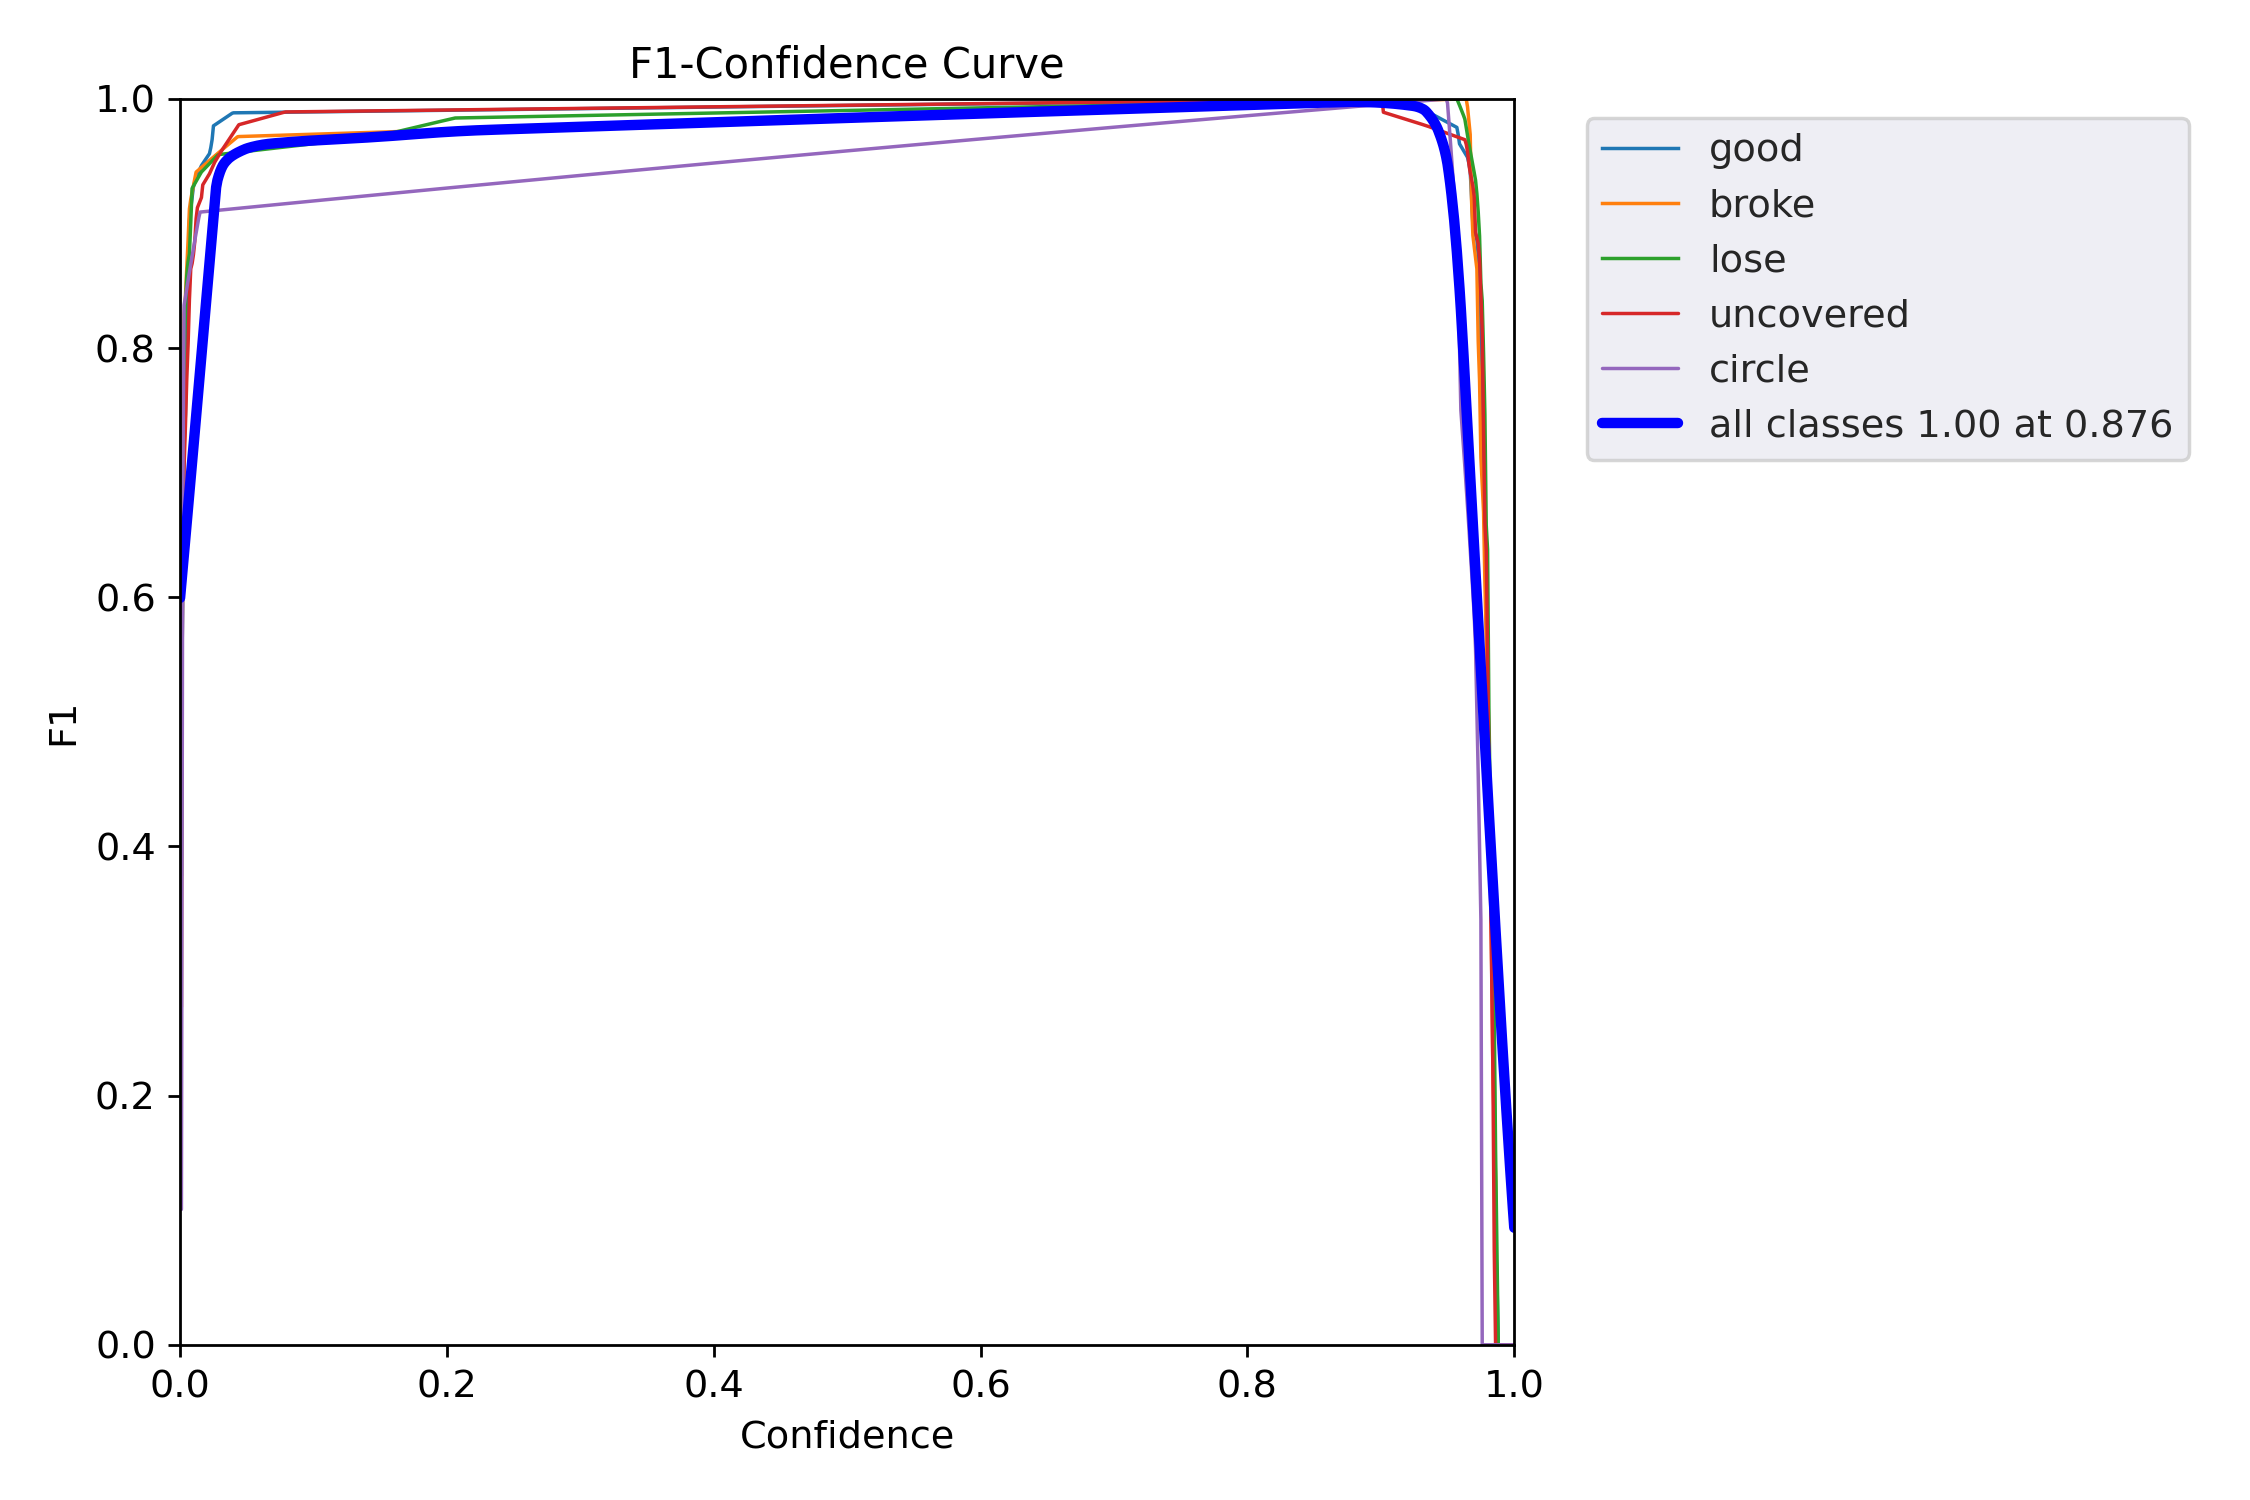 F1-Confidence Curve
1.0
0.8
0.6
0.4
0.2
0.0
F1
0.0 0.2 0.4 0.6 0.8 1.0
Confidence
good
broke
lose
uncovered
circle
all classes 1.00 at 0.876